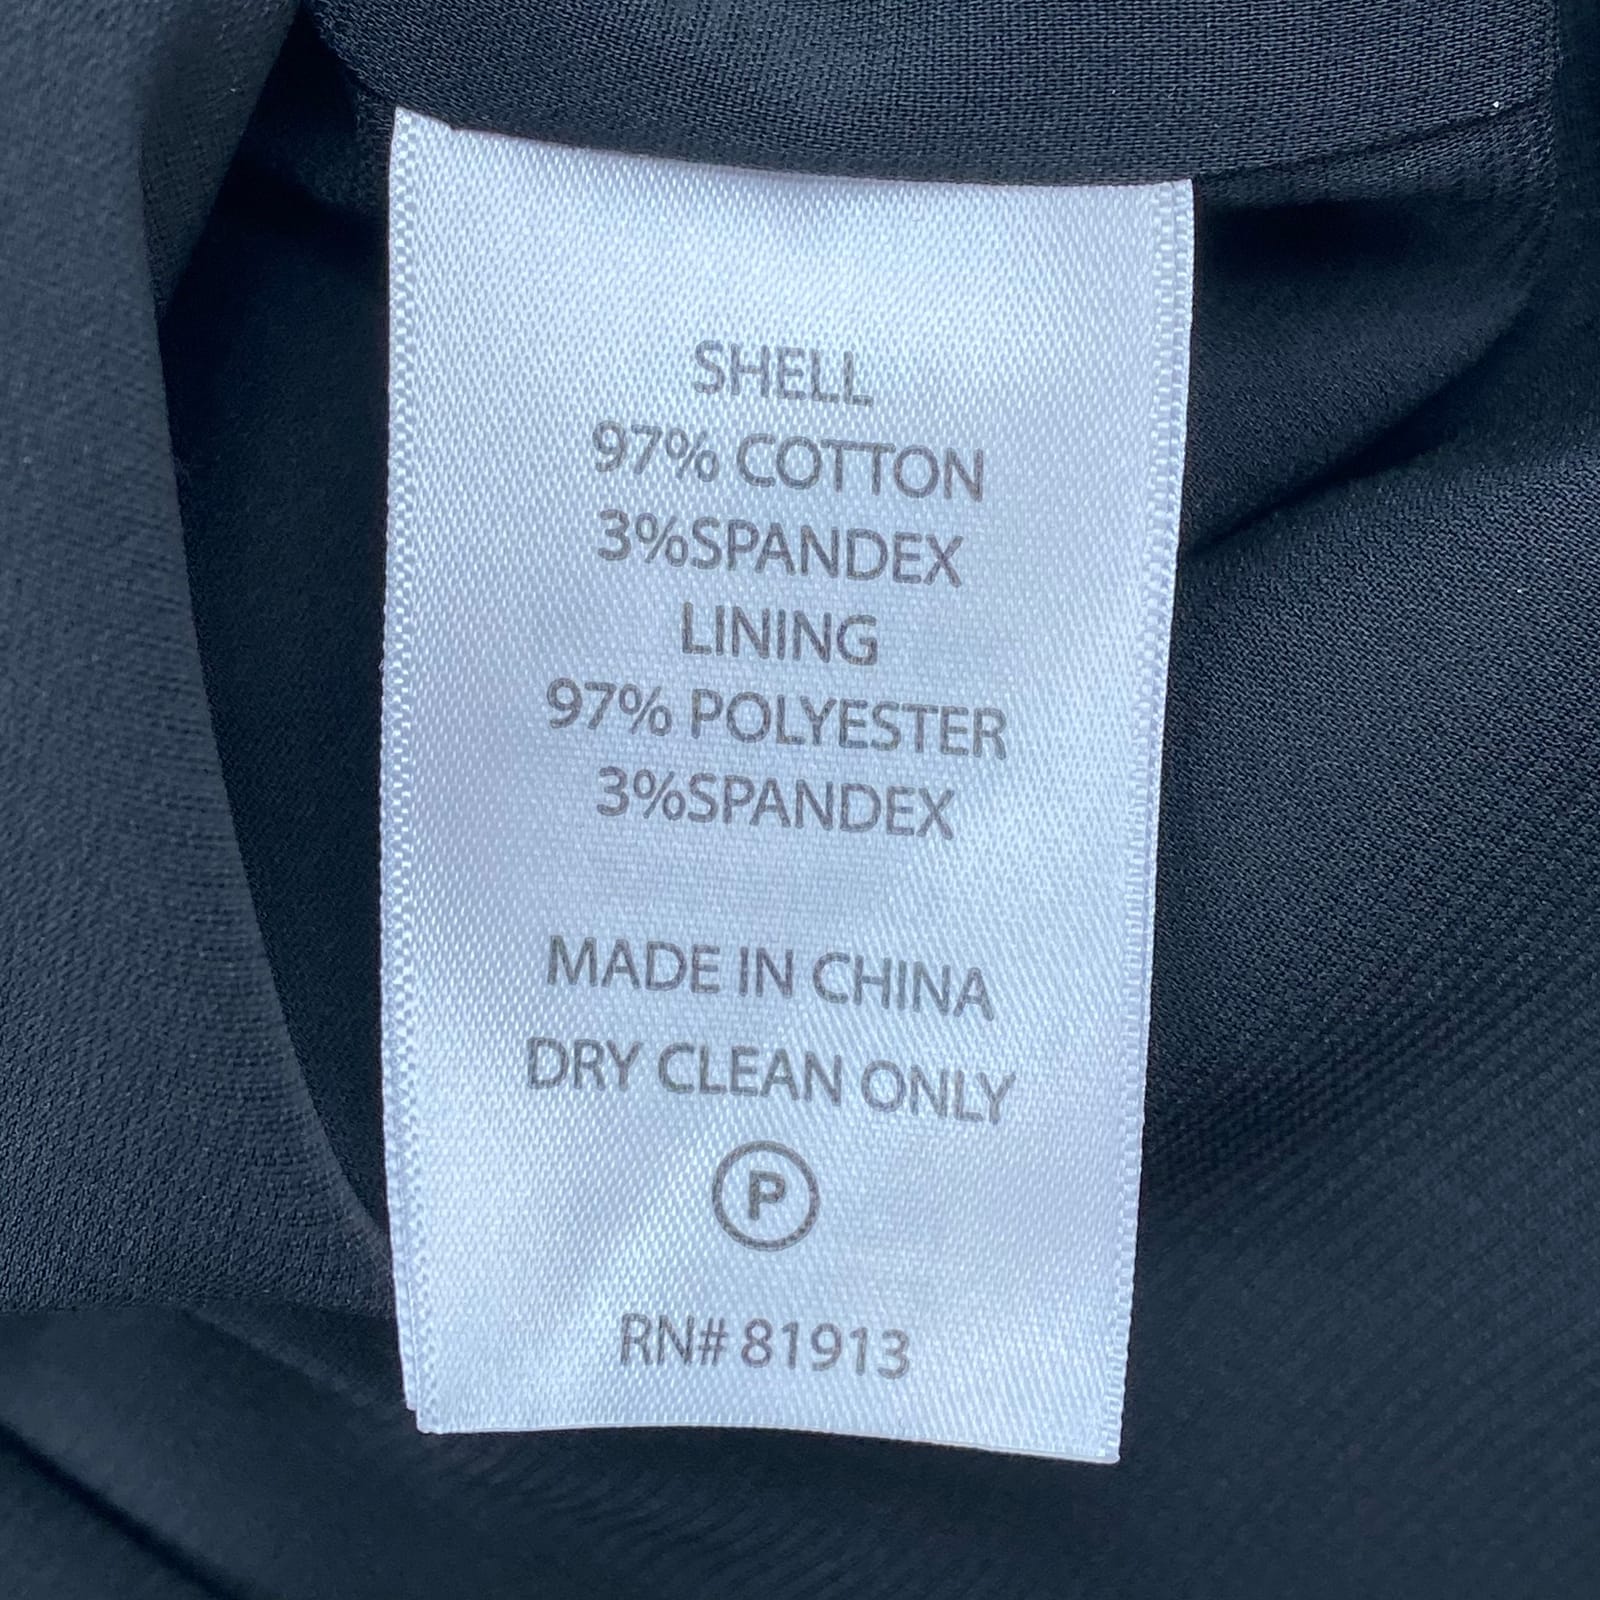 SHELL
97% COTTON
3%SPANDEX
LINING
97% POLYESTER
3%SPANDEX
MADE IN CHINA
DRY CLEAN ONLY
P
RN# 81913